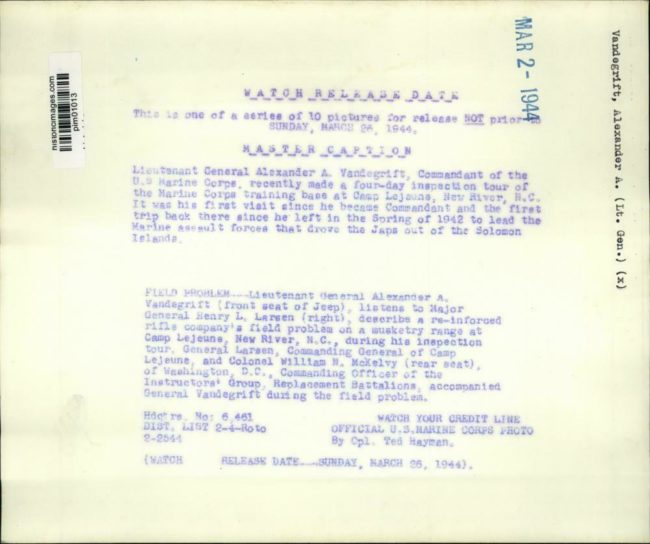 WATCH RELEASE DATE
This is one of a series of 10 pictures for release NOT prior to
SUNDAY, MARCH 26, 1944.
MASTER CAPTION
Lieutenant General Alexander A. Vandegrift, Commandant of the
U.S Marine Corps, recently made a four-day inspection tour of
the Marine Corps training base at Camp Lejeune, New River, N.C.
It was his first visit since he became Commandant and the first
trip back there since he left in the Spring of 1942 to lead the
Marine assault forces that drove the Japs out of the Solomon
Islands.
FIELD PROBLEM....Lieutenant General Alexander A.
Vandegrift (front seat of Jeep), listens to Major
General Henry L. Larsen (right), describe a re-inforced
rifle company's field problem on a musketry range at
Camp Lejeune, New River, N.C., during his inspection
tour. General Larsen, Commanding General of Camp
Lejeune, and Colonel William N. McKelvy (rear seat),
of Washington, D.C., Commanding Officer of the
Instructors' Group, Replacement Battalions, accompanied
General Vandegrift during the field problem.
Hdqtrs. No: 6 461 WATCH YOUR CREDIT LINE
DIST. LIST 2-4-Roto OFFICIAL U.S.MARINE CORPS PHOTO
2-2544 By Cpl. Ted Hayman.
(WATCH RELEASE DATE....SUNDAY, MARCH 26, 1944).
MAR 2 - 1944
Vandegrift, Alexander A. (Lt. Gen.) (x)
nisionoimages.com
pim01013